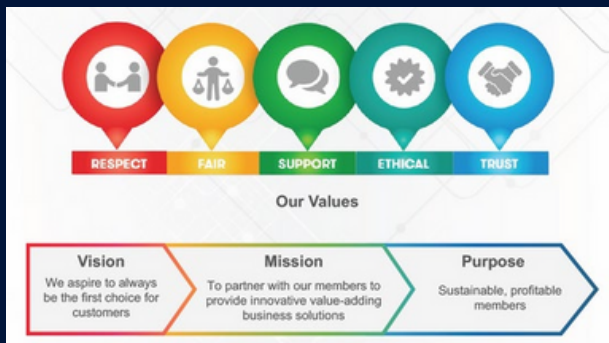 RESPECT FAIR SUPPORT ETHICAL TRUST
Our Values
Vision
We aspire to always
be the first choice for
customers
Mission
To partner with our members to
provide innovative value-adding
business solutions
Purpose
Sustainable, profitable
members